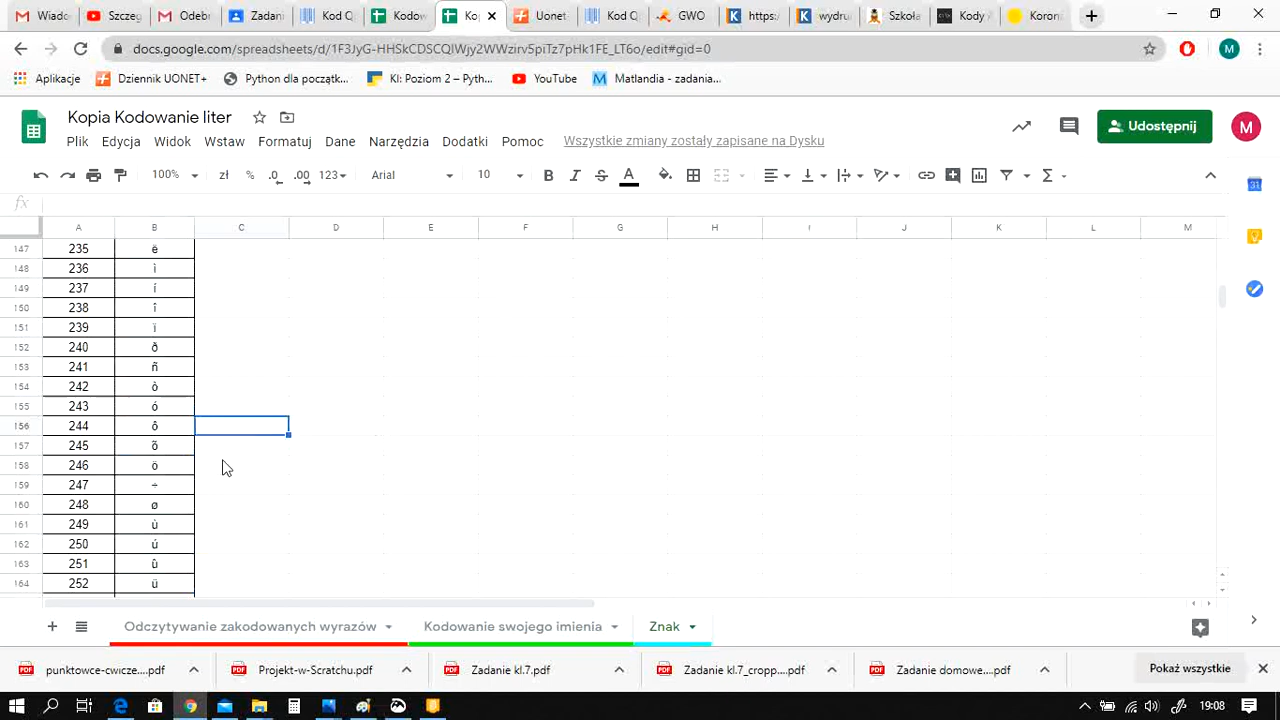 Wiado
Szczeg
Odebr
Zadani
Kod Q
Kodow
Kop
Uonet
Kod Q
GWO
https:/
wydru
Szkoła
Kody A
Koron
docs.google.com/spreadsheets/d/1F3JyG-HHSkCDSCQIWjy2WWzirv5piTz7pHk1FE_LT6o/edit#gid=0
M
Aplikacje
Dziennik UONET+
Python dla początk...
KI: Poziom 2 – Pyth...
YouTube
Matlandia - zadania...
Kopia Kodowanie liter
Plik Edycja Widok Wstaw Formatuj Dane Narzędzia Dodatki Pomoc Wszystkie zmiany zostały zapisane na Dysku
Udostępnij
M
100% zł % .0 .00 123 Arial 10 B I S A Σ
fx
A B C D E F G H I J K L M
147 235 ë
148 236 ì
149 237 í
150 238 î
151 239 ï
152 240 ð
153 241 ñ
154 242 ò
155 243 ó
156 244 ô
157 245 õ
158 246 ö
159 247 ÷
160 248 ø
161 249 ù
162 250 ú
163 251 û
164 252 ü
31
Odczytywanie zakodowanych wyrazów
Kodowanie swojego imienia
Znak
punktowce-cwicze....pdf
Projekt-w-Scratchu.pdf
Zadanie kl.7.pdf
Zadanie kl.7_cropp....pdf
Zadanie domowe....pdf
Pokaż wszystkie
19:08